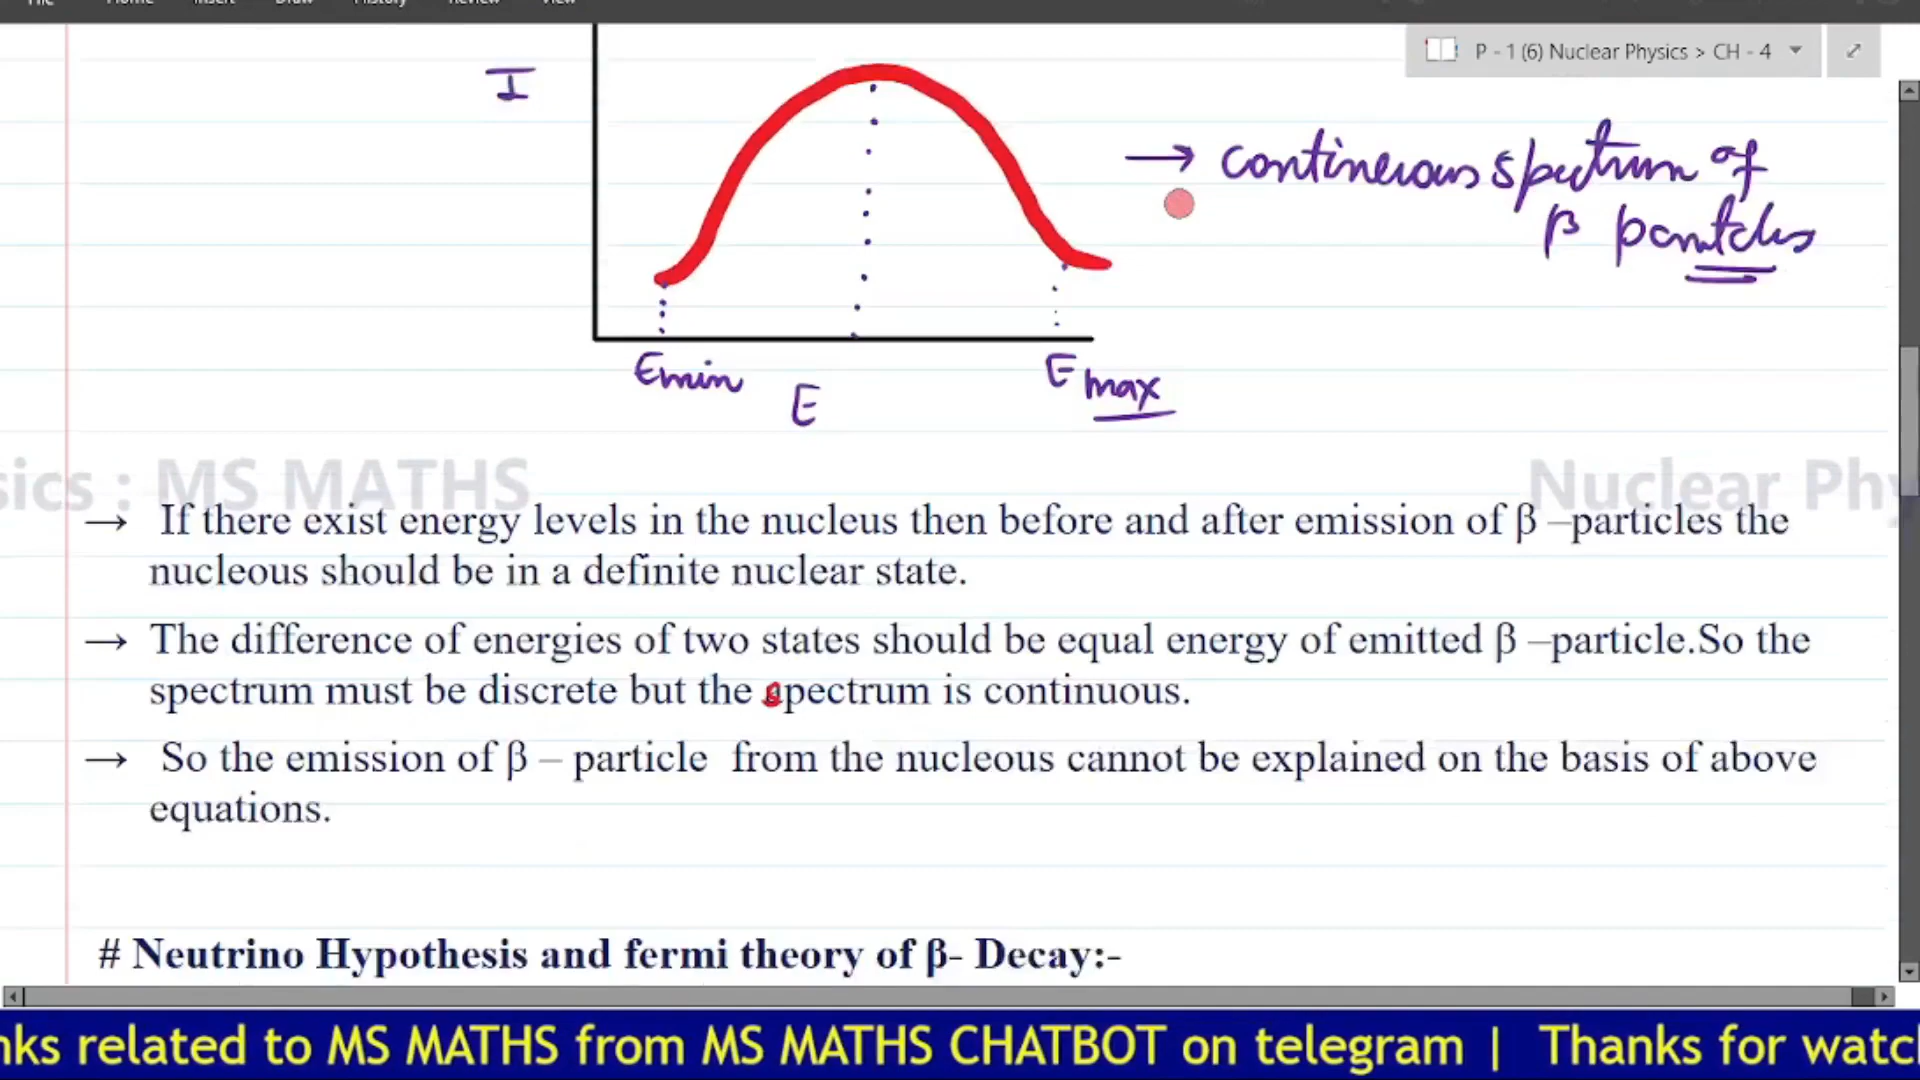 P - 1 (6) Nuclear Physics > CH - 4
I
→ continuous spectrum of
β particles
Emin
E max
E
sics : MS MATHS
Nuclear Phy
→ If there exist energy levels in the nucleus then before and after emission of β –particles the
nucleous should be in a definite nuclear state.
→ The difference of energies of two states should be equal energy of emitted β –particle.So the
spectrum must be discrete but the spectrum is continuous.
→ So the emission of β – particle from the nucleous cannot be explained on the basis of above
equations.
# Neutrino Hypothesis and fermi theory of β- Decay:-
nks related to MS MATHS from MS MATHS CHATBOT on telegram | Thanks for watc